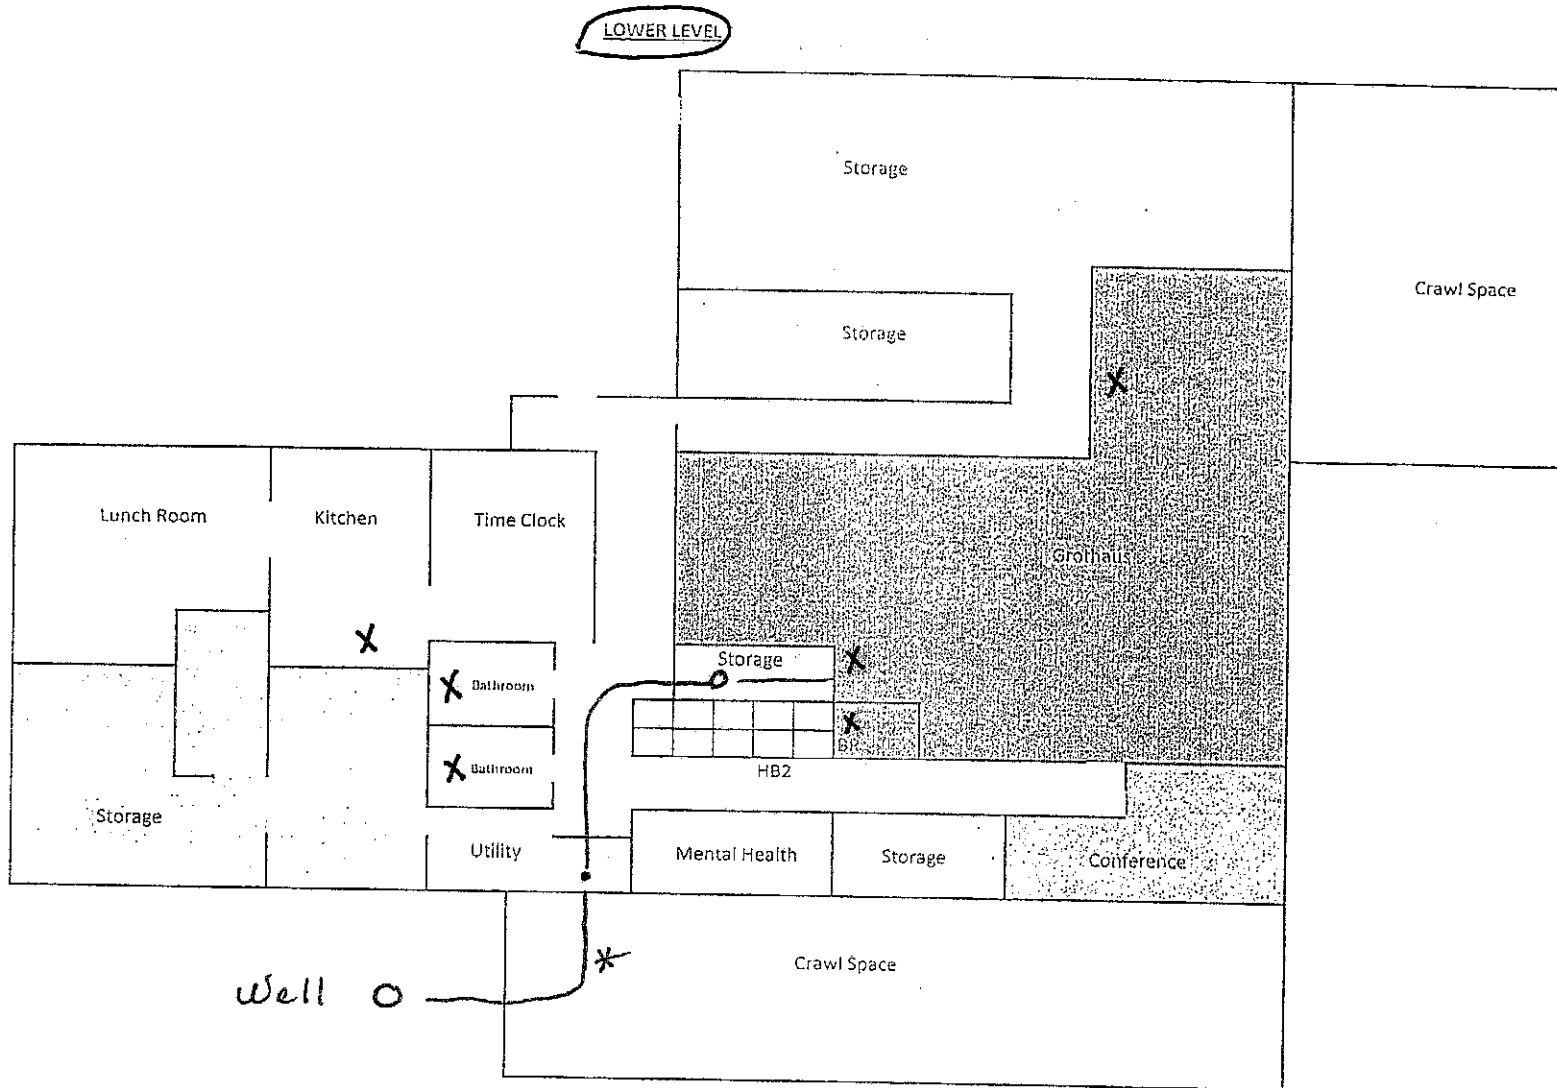 LOWER LEVEL
Storage
Crawl Space
Storage
X
Lunch Room
Kitchen
Time Clock
Grothaus
X
Storage
X
X
Bathroom
X
BR
X
Bathroom
HB2
Storage
Utility
Mental Health
Storage
Conference
*
Crawl Space
Well